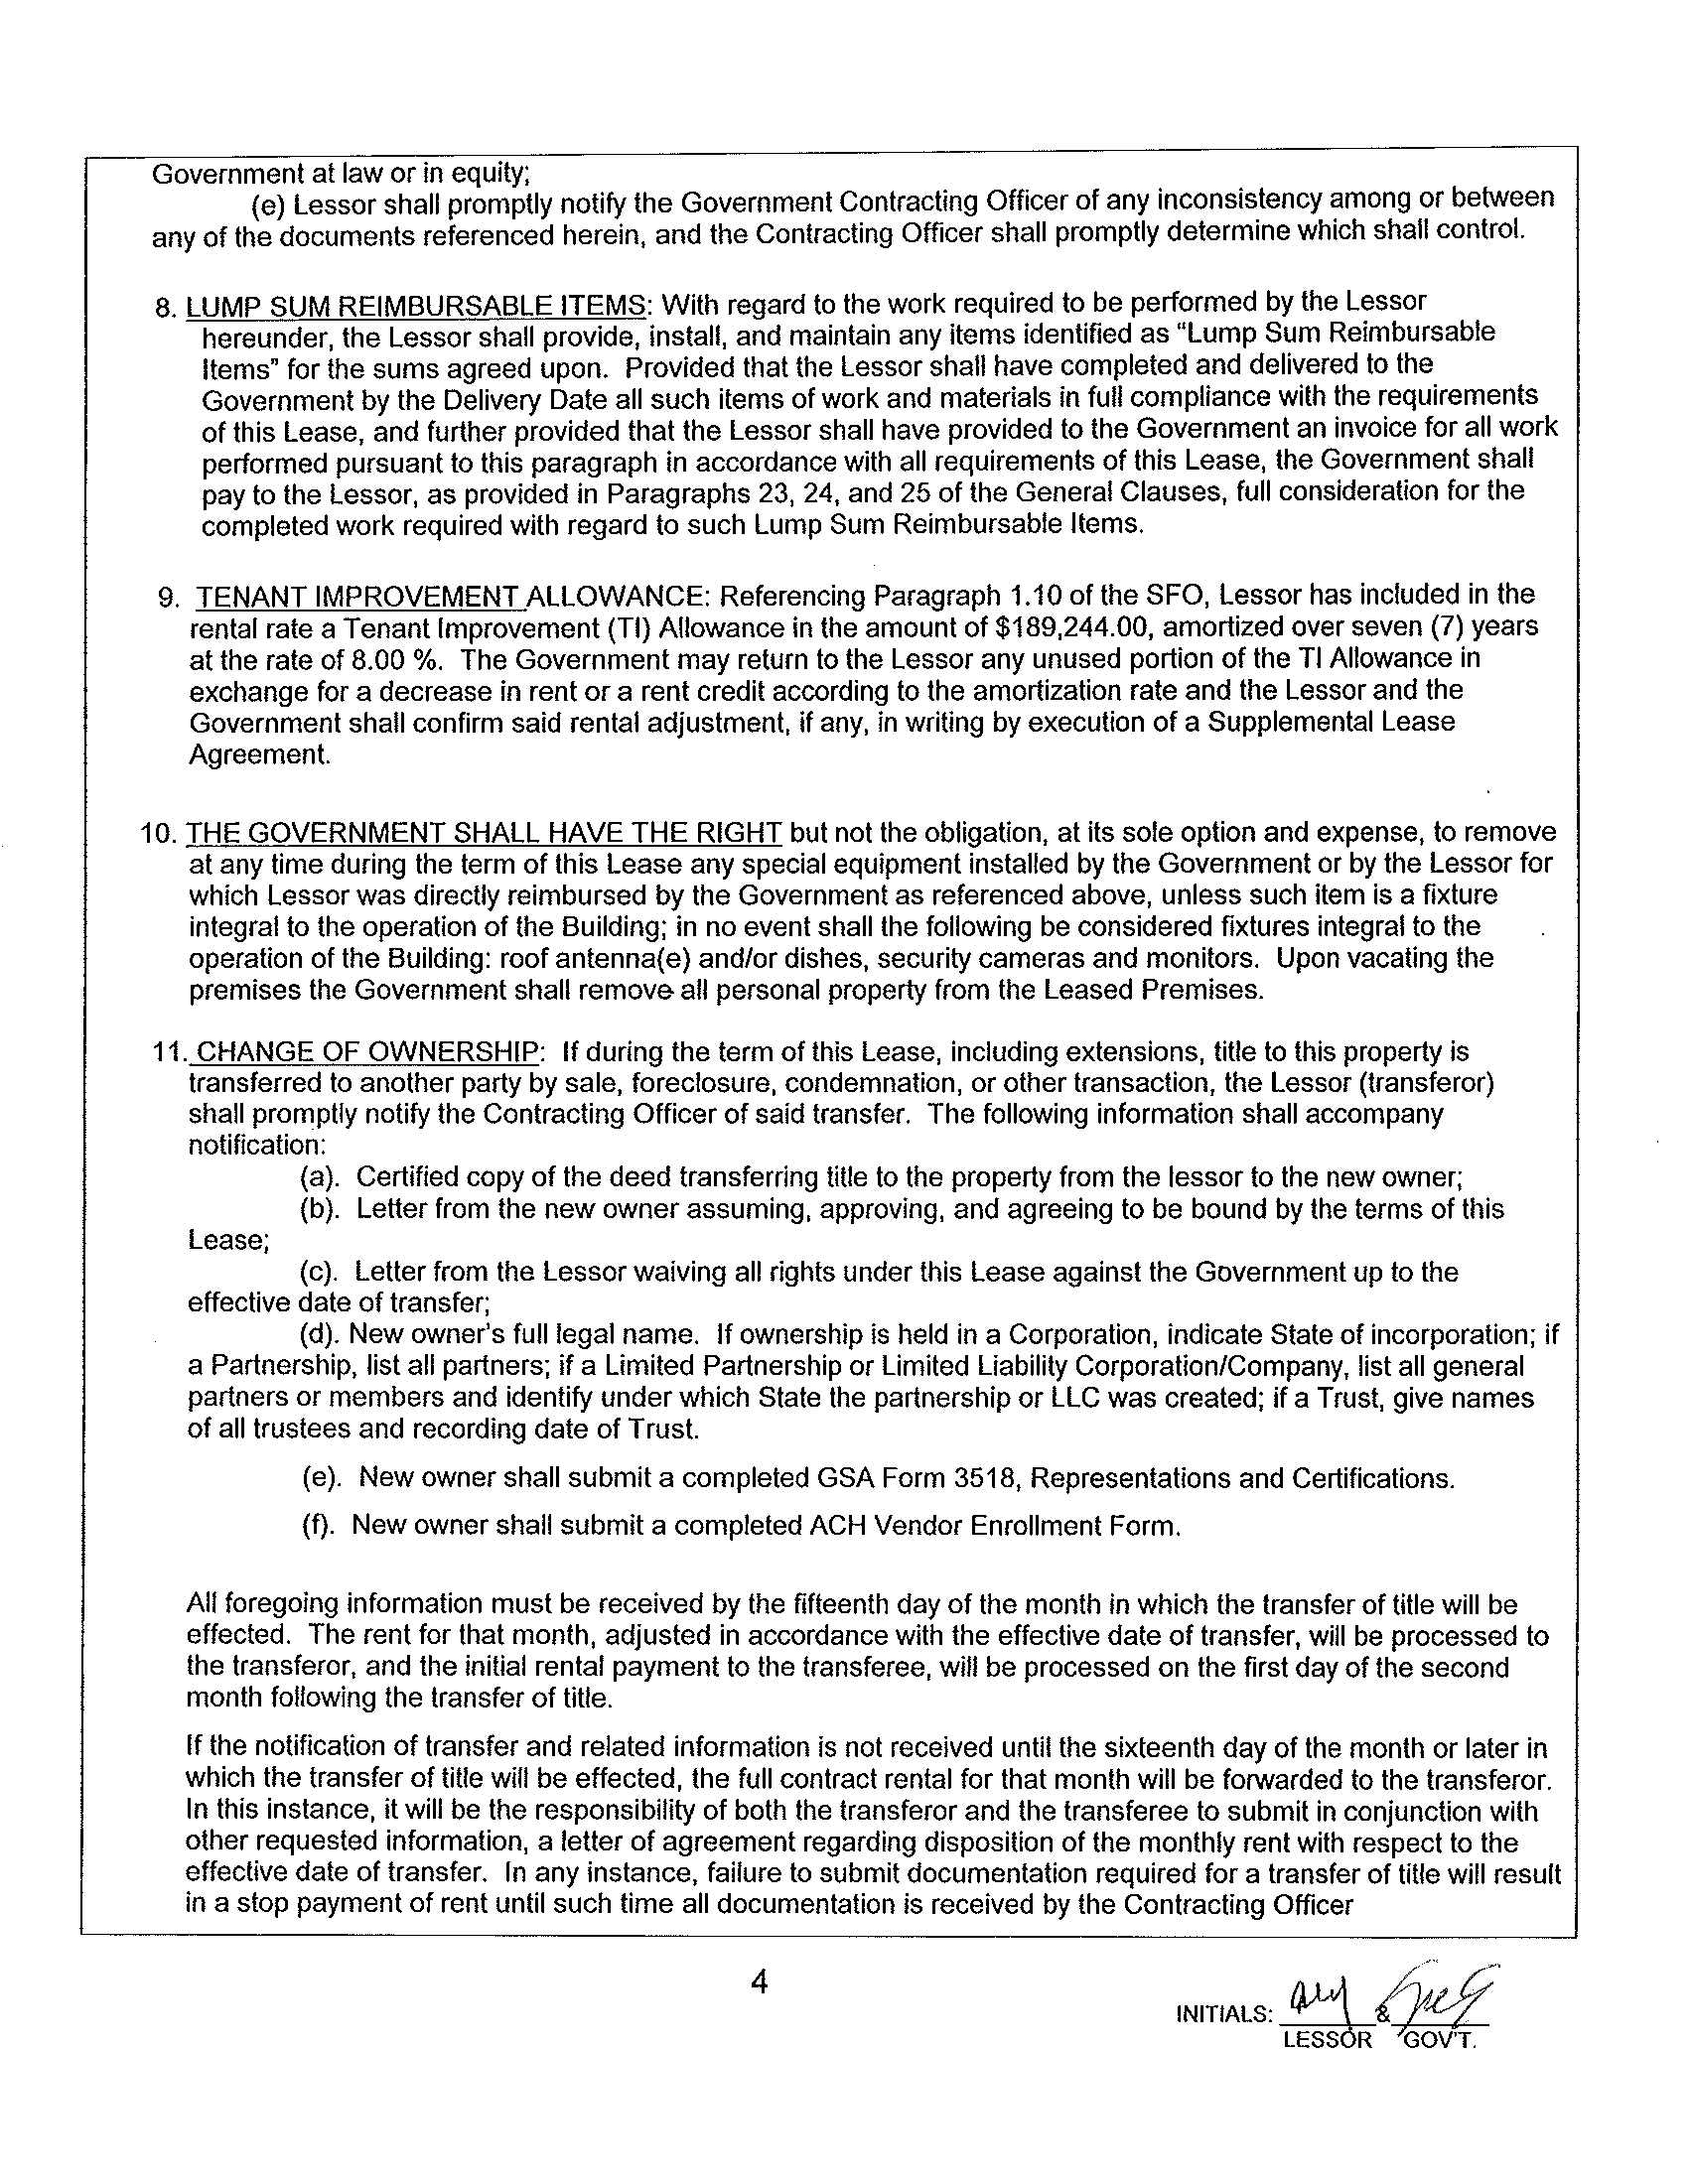 Government at law or in equity;
(e) Lessor shall promptly notify the Government Contracting Officer of any inconsistency among or between
any of the documents referenced herein, and the Contracting Officer shall promptly determine which shall control.
8. LUMP SUM REIMBURSABLE ITEMS: With regard to the work required to be performed by the Lessor
hereunder, the Lessor shall provide, install, and maintain any items identified as "Lump Sum Reimbursable
Items" for the sums agreed upon. Provided that the Lessor shall have completed and delivered to the
Government by the Delivery Date all such items of work and materials in full compliance with the requirements
of this Lease, and further provided that the Lessor shall have provided to the Government an invoice for all work
performed pursuant to this paragraph in accordance with all requirements of this Lease, the Government shall
pay to the Lessor, as provided in Paragraphs 23, 24, and 25 of the General Clauses, full consideration for the
completed work required with regard to such Lump Sum Reimbursable Items.
9. TENANT IMPROVEMENT ALLOWANCE: Referencing Paragraph 1.10 of the SFO, Lessor has included in the
rental rate a Tenant Improvement (TI) Allowance in the amount of $189,244.00, amortized over seven (7) years
at the rate of 8.00 %. The Government may return to the Lessor any unused portion of the TI Allowance in
exchange for a decrease in rent or a rent credit according to the amortization rate and the Lessor and the
Government shall confirm said rental adjustment, if any, in writing by execution of a Supplemental Lease
Agreement.
10. THE GOVERNMENT SHALL HAVE THE RIGHT but not the obligation, at its sole option and expense, to remove
at any time during the term of this Lease any special equipment installed by the Government or by the Lessor for
which Lessor was directly reimbursed by the Government as referenced above, unless such item is a fixture
integral to the operation of the Building; in no event shall the following be considered fixtures integral to the
operation of the Building: roof antenna(e) and/or dishes, security cameras and monitors. Upon vacating the
premises the Government shall remove all personal property from the Leased Premises.
11. CHANGE OF OWNERSHIP: If during the term of this Lease, including extensions, title to this property is
transferred to another party by sale, foreclosure, condemnation, or other transaction, the Lessor (transferor)
shall promptly notify the Contracting Officer of said transfer. The following information shall accompany
notification:
(a). Certified copy of the deed transferring title to the property from the lessor to the new owner;
(b). Letter from the new owner assuming, approving, and agreeing to be bound by the terms of this
Lease;
(c). Letter from the Lessor waiving all rights under this Lease against the Government up to the
effective date of transfer;
(d). New owner's full legal name. If ownership is held in a Corporation, indicate State of incorporation; if
a Partnership, list all partners; if a Limited Partnership or Limited Liability Corporation/Company, list all general
partners or members and identify under which State the partnership or LLC was created; if a Trust, give names
of all trustees and recording date of Trust.
(e). New owner shall submit a completed GSA Form 3518, Representations and Certifications.
(f). New owner shall submit a completed ACH Vendor Enrollment Form.
All foregoing information must be received by the fifteenth day of the month in which the transfer of title will be
effected. The rent for that month, adjusted in accordance with the effective date of transfer, will be processed to
the transferor, and the initial rental payment to the transferee, will be processed on the first day of the second
month following the transfer of title.
If the notification of transfer and related information is not received until the sixteenth day of the month or later in
which the transfer of title will be effected, the full contract rental for that month will be forwarded to the transferor.
In this instance, it will be the responsibility of both the transferor and the transferee to submit in conjunction with
other requested information, a letter of agreement regarding disposition of the monthly rent with respect to the
effective date of transfer. In any instance, failure to submit documentation required for a transfer of title will result
in a stop payment of rent until such time all documentation is received by the Contracting Officer
4
INITIALS: &
LESSOR GOV'T.